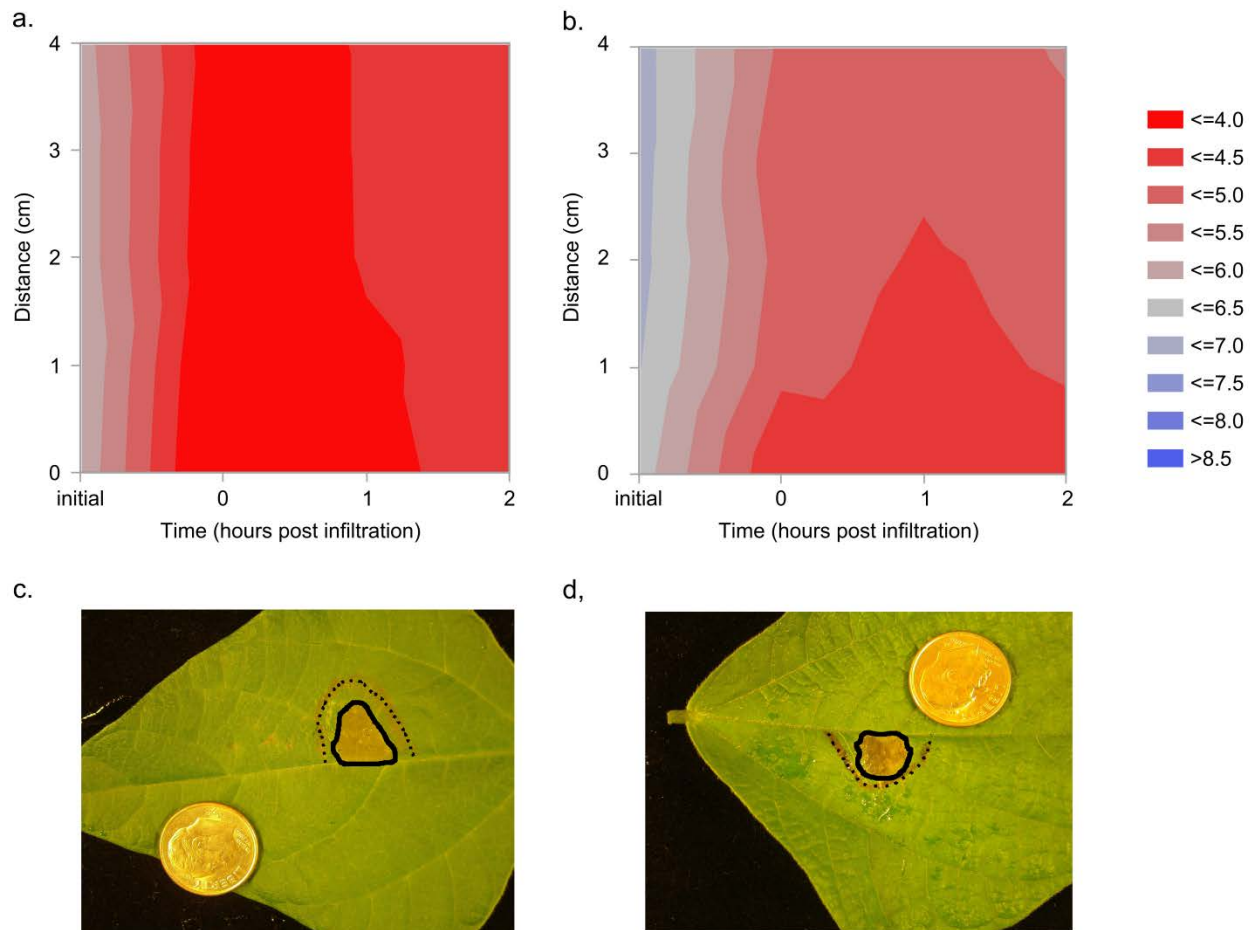 a.
b.
4
3
2
1
0
Distance (cm)
initial
0
1
2
Time (hours post infiltration)
4
3
2
1
0
Distance (cm)
initial
0
1
2
Time (hours post infiltration)
<=4.0
<=4.5
<=5.0
<=5.5
<=6.0
<=6.5
<=7.0
<=7.5
<=8.0
>8.5
c.
d,